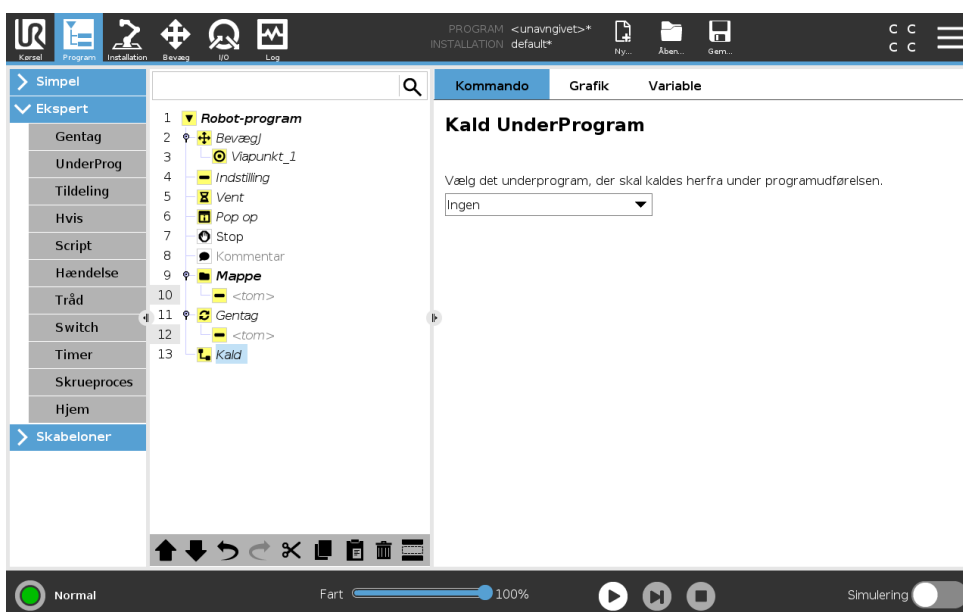 PROGRAM <unavngivet>*
INSTALLATION default*
Kørsel Program Installation Bevæg I/O Log Ny... Åben... Gem...
C C
C C
Simpel
Ekspert
Gentag
UnderProg
Tildeling
Hvis
Script
Hændelse
Tråd
Switch
Timer
Skrueproces
Hjem
Skabeloner
1 Robot-program
2 BevægJ
3 Viapunkt_1
4 Indstilling
5 Vent
6 Pop op
7 Stop
8 Kommentar
9 Mappe
10 <tom>
11 Gentag
12 <tom>
13 Kald
Kommando Grafik Variable
Kald UnderProgram
Vælg det underprogram, der skal kaldes herfra under programudførelsen.
Ingen
Normal Fart 100% Simulering